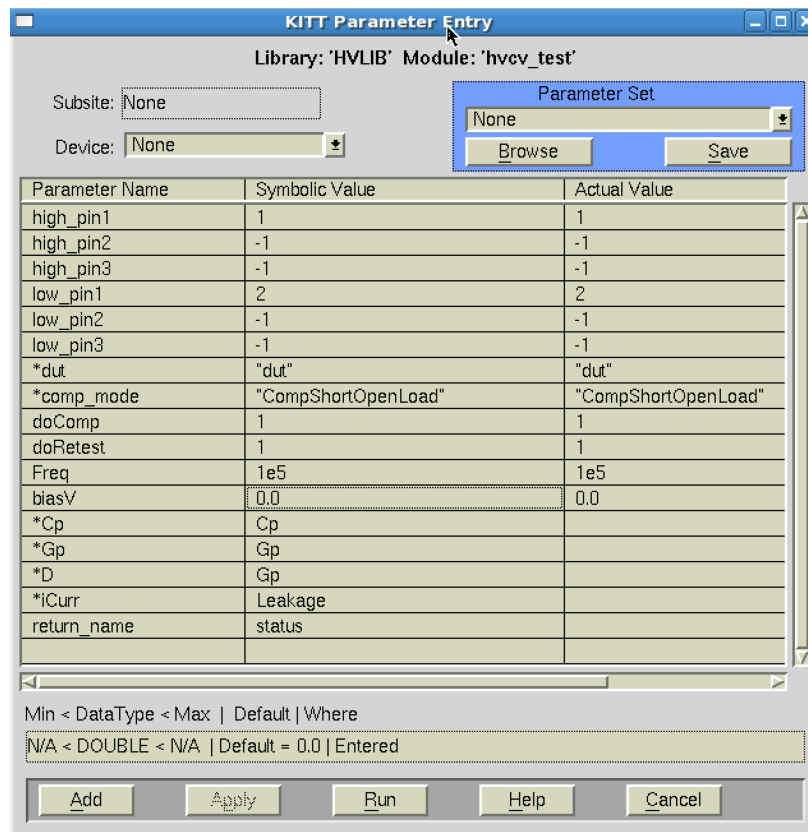 KITT Parameter Entry
Library: 'HVLIB' Module: 'hvcv_test'
Subsite: None
Device: None
Parameter Set
None
Browse Save
Parameter Name Symbolic Value Actual Value
high_pin1 1 1
high_pin2 -1 -1
high_pin3 -1 -1
low_pin1 2 2
low_pin2 -1 -1
low_pin3 -1 -1
*dut "dut" "dut"
*comp_mode "CompShortOpenLoad" "CompShortOpenLoad"
doComp 1 1
doRetest 1 1
Freq 1e5 1e5
biasV 0.0 0.0
*Cp Cp
*Gp Gp
*D Gp
*iCurr Leakage
return_name status
Min < DataType < Max | Default | Where
N/A < DOUBLE < N/A | Default = 0.0 | Entered
Add Apply Run Help Cancel